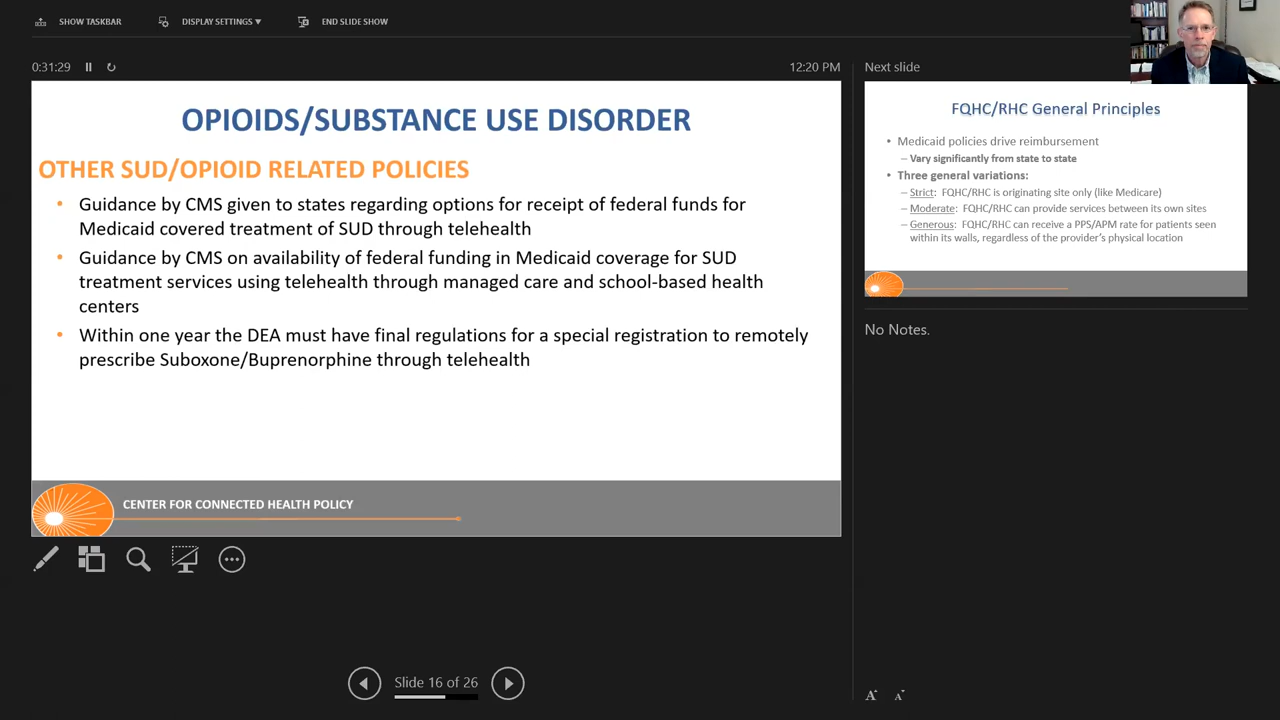 SHOW TASKBAR
DISPLAY SETTINGS ▼
END SLIDE SHOW
0:31:29
12:20 PM
OPIOIDS/SUBSTANCE USE DISORDER
OTHER SUD/OPIOID RELATED POLICIES
• Guidance by CMS given to states regarding options for receipt of federal funds for
Medicaid covered treatment of SUD through telehealth
• Guidance by CMS on availability of federal funding in Medicaid coverage for SUD
treatment services using telehealth through managed care and school-based health
centers
• Within one year the DEA must have final regulations for a special registration to remotely
prescribe Suboxone/Buprenorphine through telehealth
CENTER FOR CONNECTED HEALTH POLICY
Slide 16 of 26
Next slide
FQHC/RHC General Principles
• Medicaid policies drive reimbursement
– Vary significantly from state to state
• Three general variations:
– Strict: FQHC/RHC is originating site only (like Medicare)
– Moderate: FQHC/RHC can provide services between its own sites
– Generous: FQHC/RHC can receive a PPS/APM rate for patients seen
within its walls, regardless of the provider's physical location
No Notes.
A A